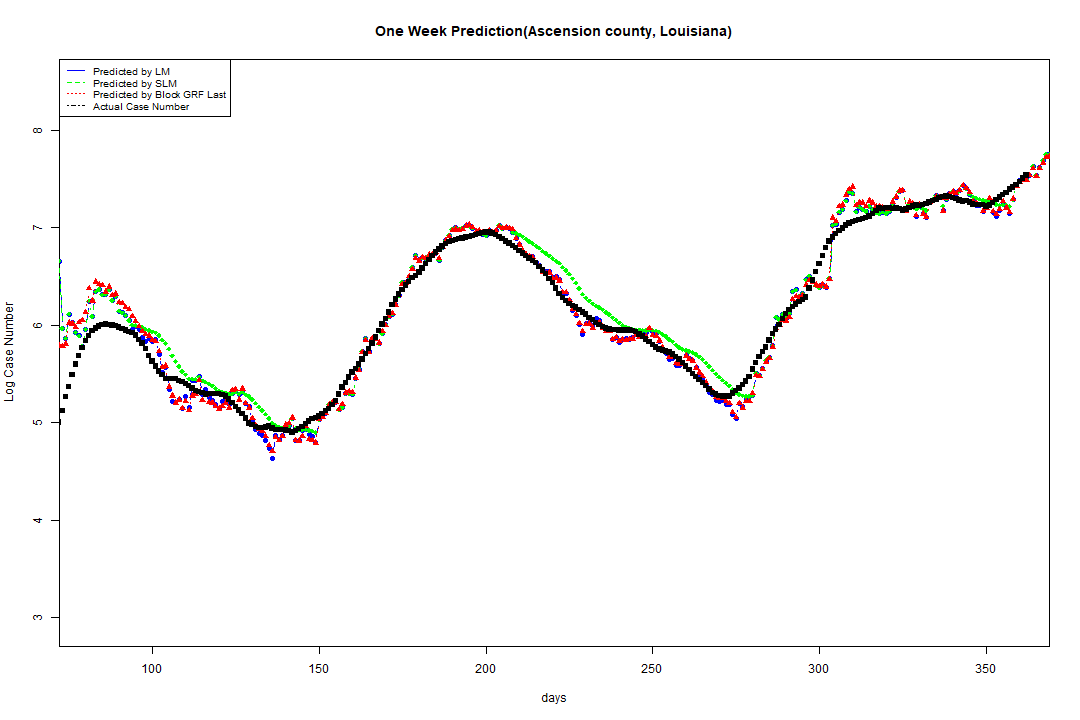 One Week Prediction(Ascension county, Louisiana)
Predicted by LM
Predicted by SLM
Predicted by Block GRF Last
Actual Case Number
Log Case Number
8
7
6
5
4
3
100 150 200 250 300 350
days